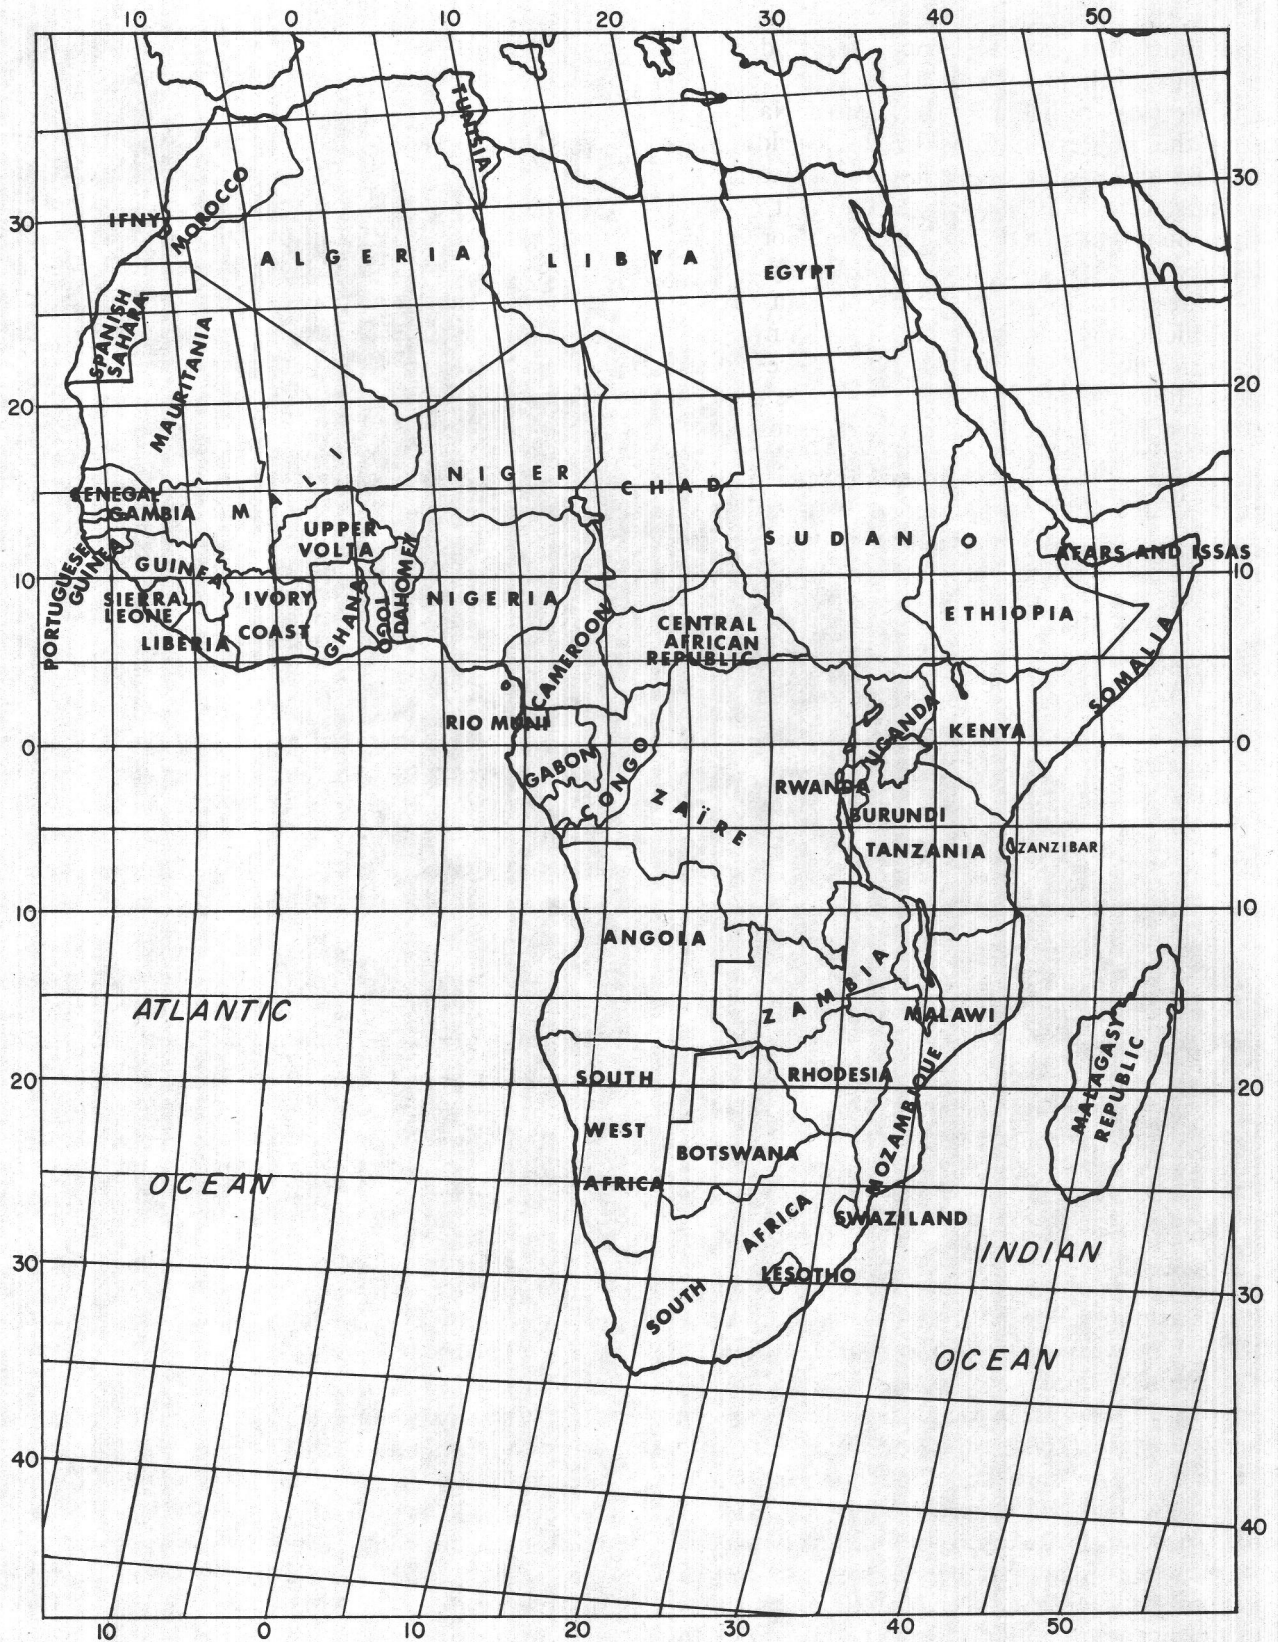 10 0 10 20 30 40 50
TUNISIA
30
30
IFNY
MOROCCO
ALGERIA
LIBYA
EGYPT
SPANISH
SAHARA
MAURITANIA
20
20
MALI
NIGER
CHAD
SUDAN
SENEGAL
GAMBIA
UPPER
VOLTA
AFARS AND ISSAS
PORTUGUESE
GUINEA
GUINEA
DAHOMEY
10
10
SIERRA
LEONE
IVORY
COAST
GHANA
TOGO
NIGERIA
ETHIOPIA
LIBERIA
CENTRAL
AFRICAN
REPUBLIC
CAMEROON
SOMALIA
RIO MUNI
UGANDA
KENYA
0
0
GABON
CONGO
ZAÏRE
RWANDA
BURUNDI
TANZANIA
ZANZIBAR
10
10
ANGOLA
ZAMBIA
MALAWI
ATLANTIC
OCEAN
MALAGASY
REPUBLIC
20
20
SOUTH
WEST
AFRICA
RHODESIA
BOTSWANA
MOZAMBIQUE
SWAZILAND
SOUTH
AFRICA
LESOTHO
INDIAN
OCEAN
30
30
40
40
10 0 10 20 30 40 50